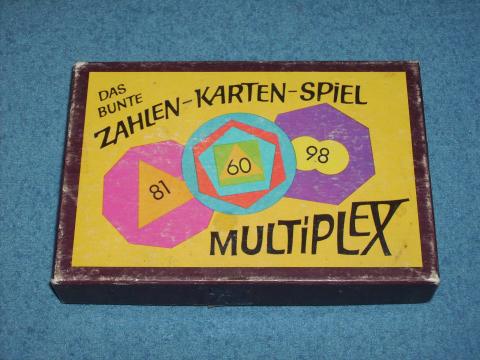 DAS
BUNTE
ZAHLEN-KARTEN-SPiEL
81
60
98
MULTiPLEX